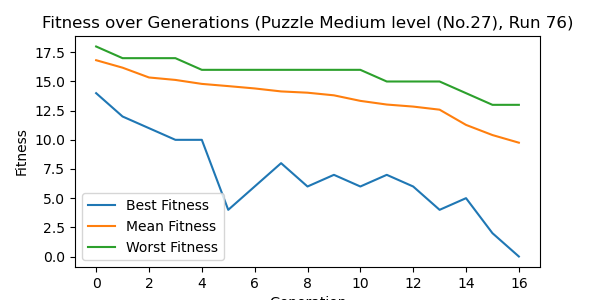 Fitness over Generations (Puzzle Medium level (No.27), Run 76)
17.5
15.0
12.5
10.0
7.5
5.0
2.5
0.0
Fitness
Best Fitness
Mean Fitness
Worst Fitness
0 2 4 6 8 10 12 14 16
Generation